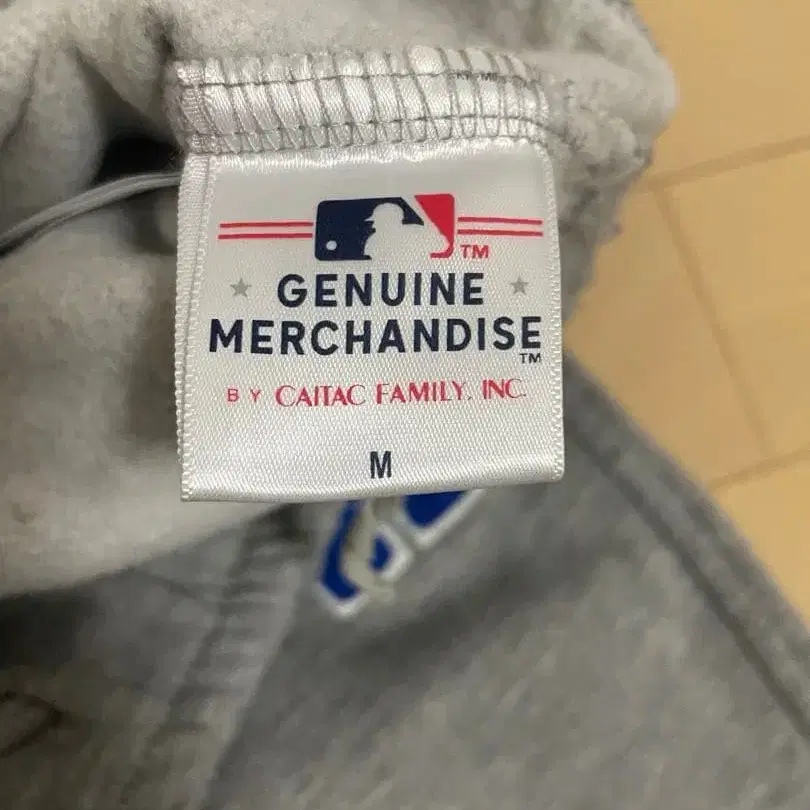 TM
GENUINE
MERCHANDISE
TM
BY CAITAC FAMILY, INC.
M